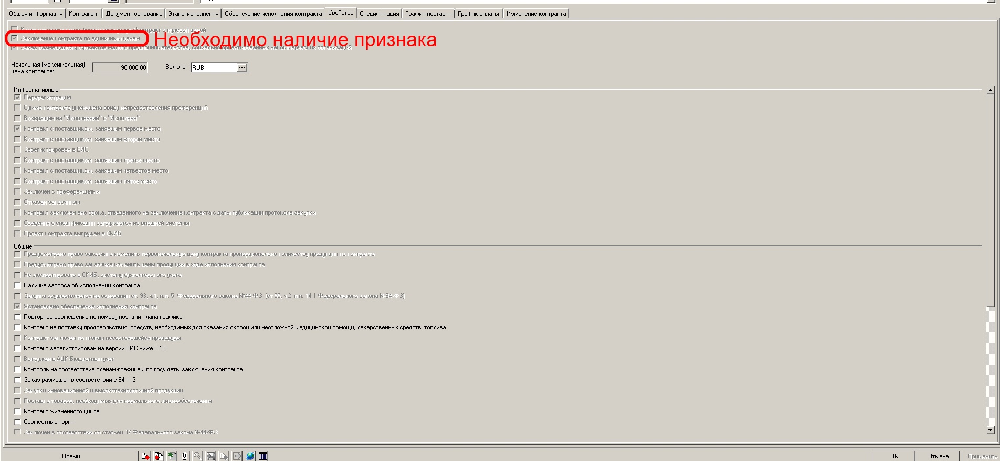 Общая информация Контрагент Документ-основание Этапы исполнения Обеспечение исполнения контракта Свойства Спецификация График поставки График оплаты Изменение контракта
Контракт на оказание финансовых услуг / Контракт с нулевой ценой
Заключение контракта по единичным ценам Необходимо наличие признака
Заказ размещался у субъектов малого предпринимательства, социально ориентированных некоммерческих организаций
Начальная (максимальная)
цена контракта: 90 000.00 Валюта: RUB ...
Информативные
Перерегистрация
Сумма контракта уменьшена ввиду непредоставления преференций
Возвращен на "Исполнение" с "Исполнен"
Контракт с поставщиком, занявшим первое место
Контракт с поставщиком, занявшим второе место
Зарегистрирован в ЕИС
Контракт с поставщиком, занявшим третье место
Контракт с поставщиком, занявшим четвертое место
Контракт с поставщиком, занявшим пятое место
Заключен с преференциями
Отказан заказчиком
Контракт заключен вне срока, отведенного на заключение контракта с даты публикации протокола закупки
Сведения о спецификации загружаются из внешней системы
Проект контракта выгружен в СКИБ
Общие
Предусмотрено право заказчика изменить первоначальную цену контракта пропорционально количеству продукции из контракта
Предусмотрено право заказчика изменить цены продукции в ходе исполнения контракта
Не экспортировать в СКИБ, систему бухгалтерского учета
Наличие запроса об исполнении контракта
Закупка осуществляется на основании ст. 93, ч.1, п.п. 5, Федерального закона №44-ФЗ (ст.55, ч.2, п.п. 14.1 Федерального закона №94-ФЗ)
Установлено обеспечение исполнения контракта
Повторное размещение по номеру позиции плана-графика
Контракт на поставку продовольствия, средств, необходимых для оказания скорой или неотложной медицинской помощи, лекарственных средств, топлива
Контракт заключен по итогам несостоявшейся процедуры
Контракт зарегистрирован на версии ЕИС ниже 2.19
Выгружен в АЦК-Бюджетный учет
Контроль на соответствие планам-графикам по году даты заключения контракта
Заказ размещен в соответствии с 94-ФЗ
Закупки инновационной и высокотехнологичной продукции
Поставка товаров, необходимых для нормального жизнеобеспечения
Контракт жизненного цикла
Совместные торги
Заключен в соответствии со статьей 37 Федерального закона №44-ФЗ
Новый OK Отмена Применить